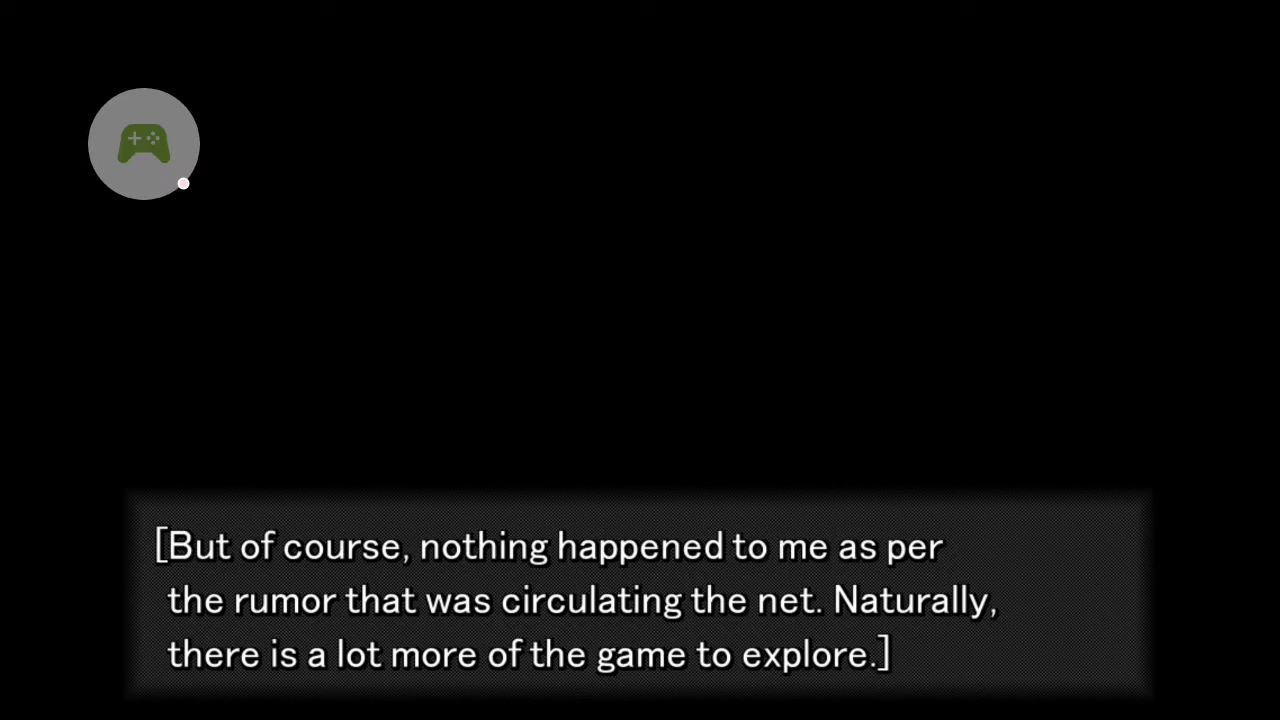 [But of course, nothing happened to me as per
the rumor that was circulating the net. Naturally,
there is a lot more of the game to explore.]